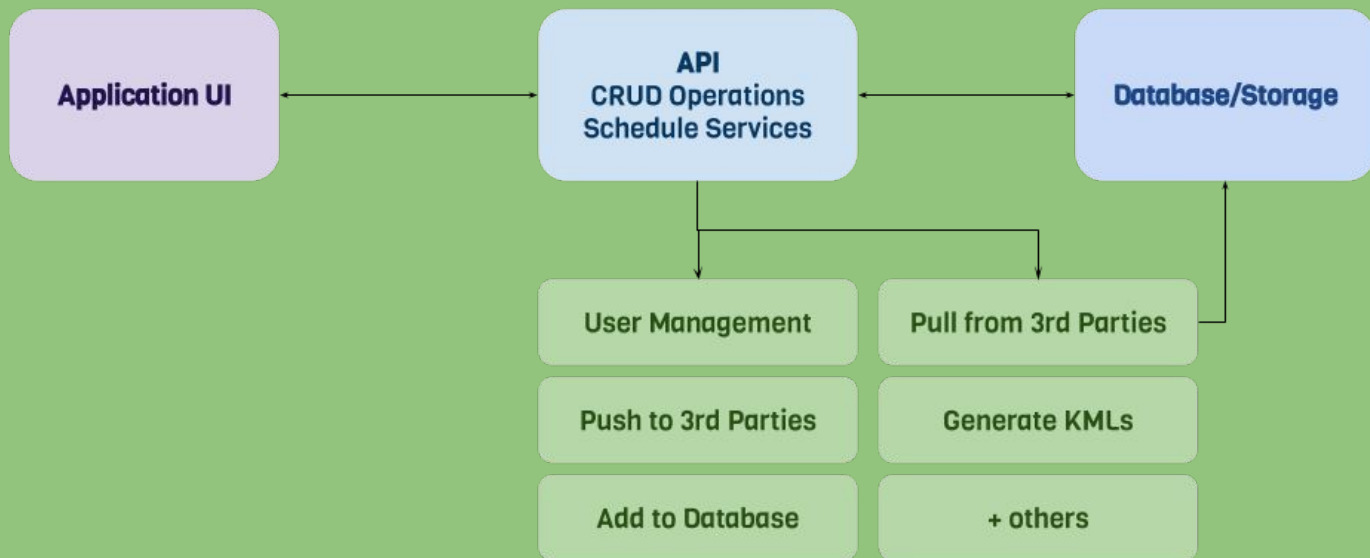 Application UI
API
CRUD Operations
Schedule Services
Database/Storage
User Management
Pull from 3rd Parties
Push to 3rd Parties
Generate KMLs
Add to Database
+ others